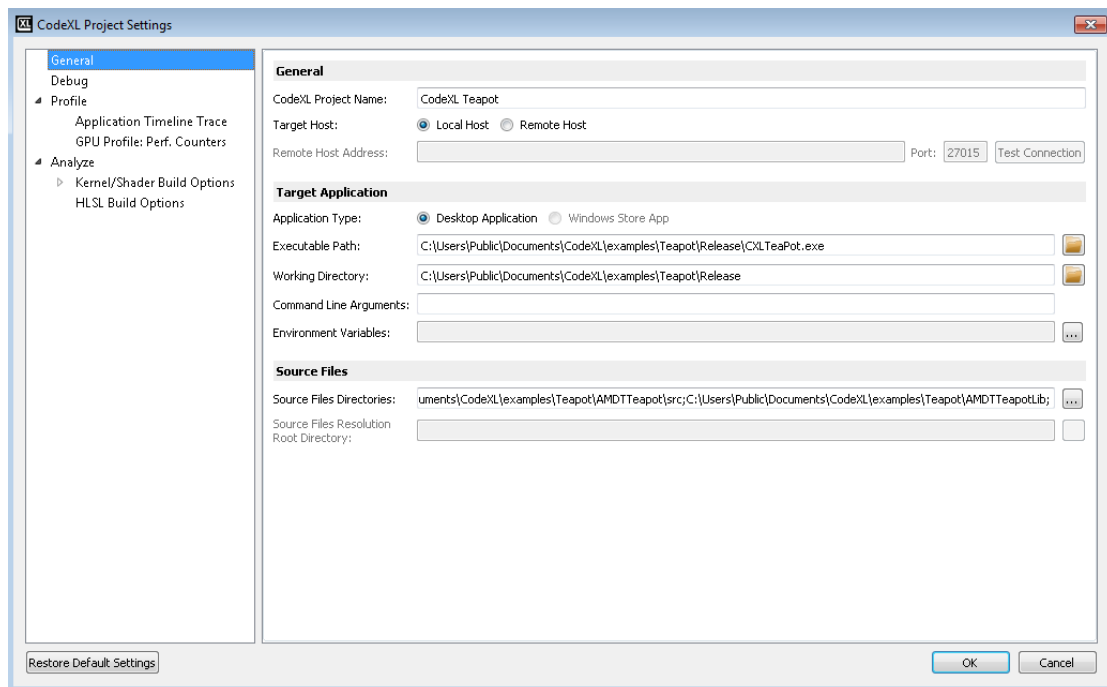 XL CodeXL Project Settings
General
Debug
Profile
Application Timeline Trace
GPU Profile: Perf. Counters
Analyze
Kernel/Shader Build Options
HLSL Build Options
General
CodeXL Project Name: CodeXL Teapot
Target Host: Local Host Remote Host
Remote Host Address: Port: 27015 Test Connection
Target Application
Application Type: Desktop Application Windows Store App
Executable Path: C:\Users\Public\Documents\CodeXL\examples\Teapot\Release\CXLTeaPot.exe
Working Directory: C:\Users\Public\Documents\CodeXL\examples\Teapot\Release
Command Line Arguments:
Environment Variables: ...
Source Files
Source Files Directories: uments\CodeXL\examples\Teapot\AMDTTeapot\src;C:\Users\Public\Documents\CodeXL\examples\Teapot\AMDTTeapotLib; ...
Source Files Resolution
Root Directory:
Restore Default Settings OK Cancel